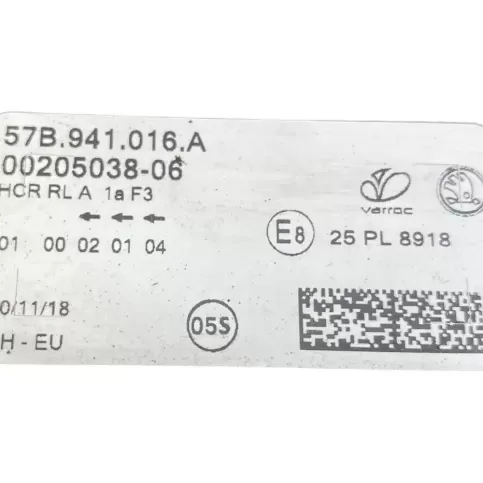 57B.941.016.A
00205038-06
HCR RL A 1a F3
varroc
01 00 02 01 04
E8 25 PL 8918
0/11/18
05S
H - EU